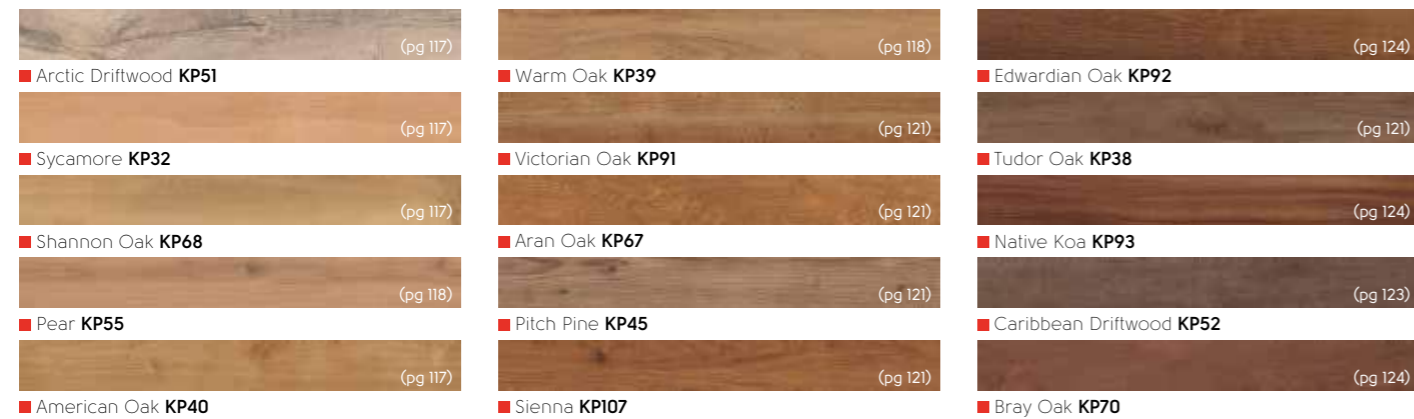 (pg 117)
Arctic Driftwood KP51
(pg 117)
Sycamore KP32
(pg 117)
Shannon Oak KP68
(pg 118)
Pear KP55
(pg 117)
American Oak KP40
(pg 118)
Warm Oak KP39
(pg 121)
Victorian Oak KP91
(pg 121)
Aran Oak KP67
(pg 121)
Pitch Pine KP45
(pg 121)
Sienna KP107
(pg 124)
Edwardian Oak KP92
(pg 121)
Tudor Oak KP38
(pg 124)
Native Koa KP93
(pg 123)
Caribbean Driftwood KP52
(pg 124)
Bray Oak KP70